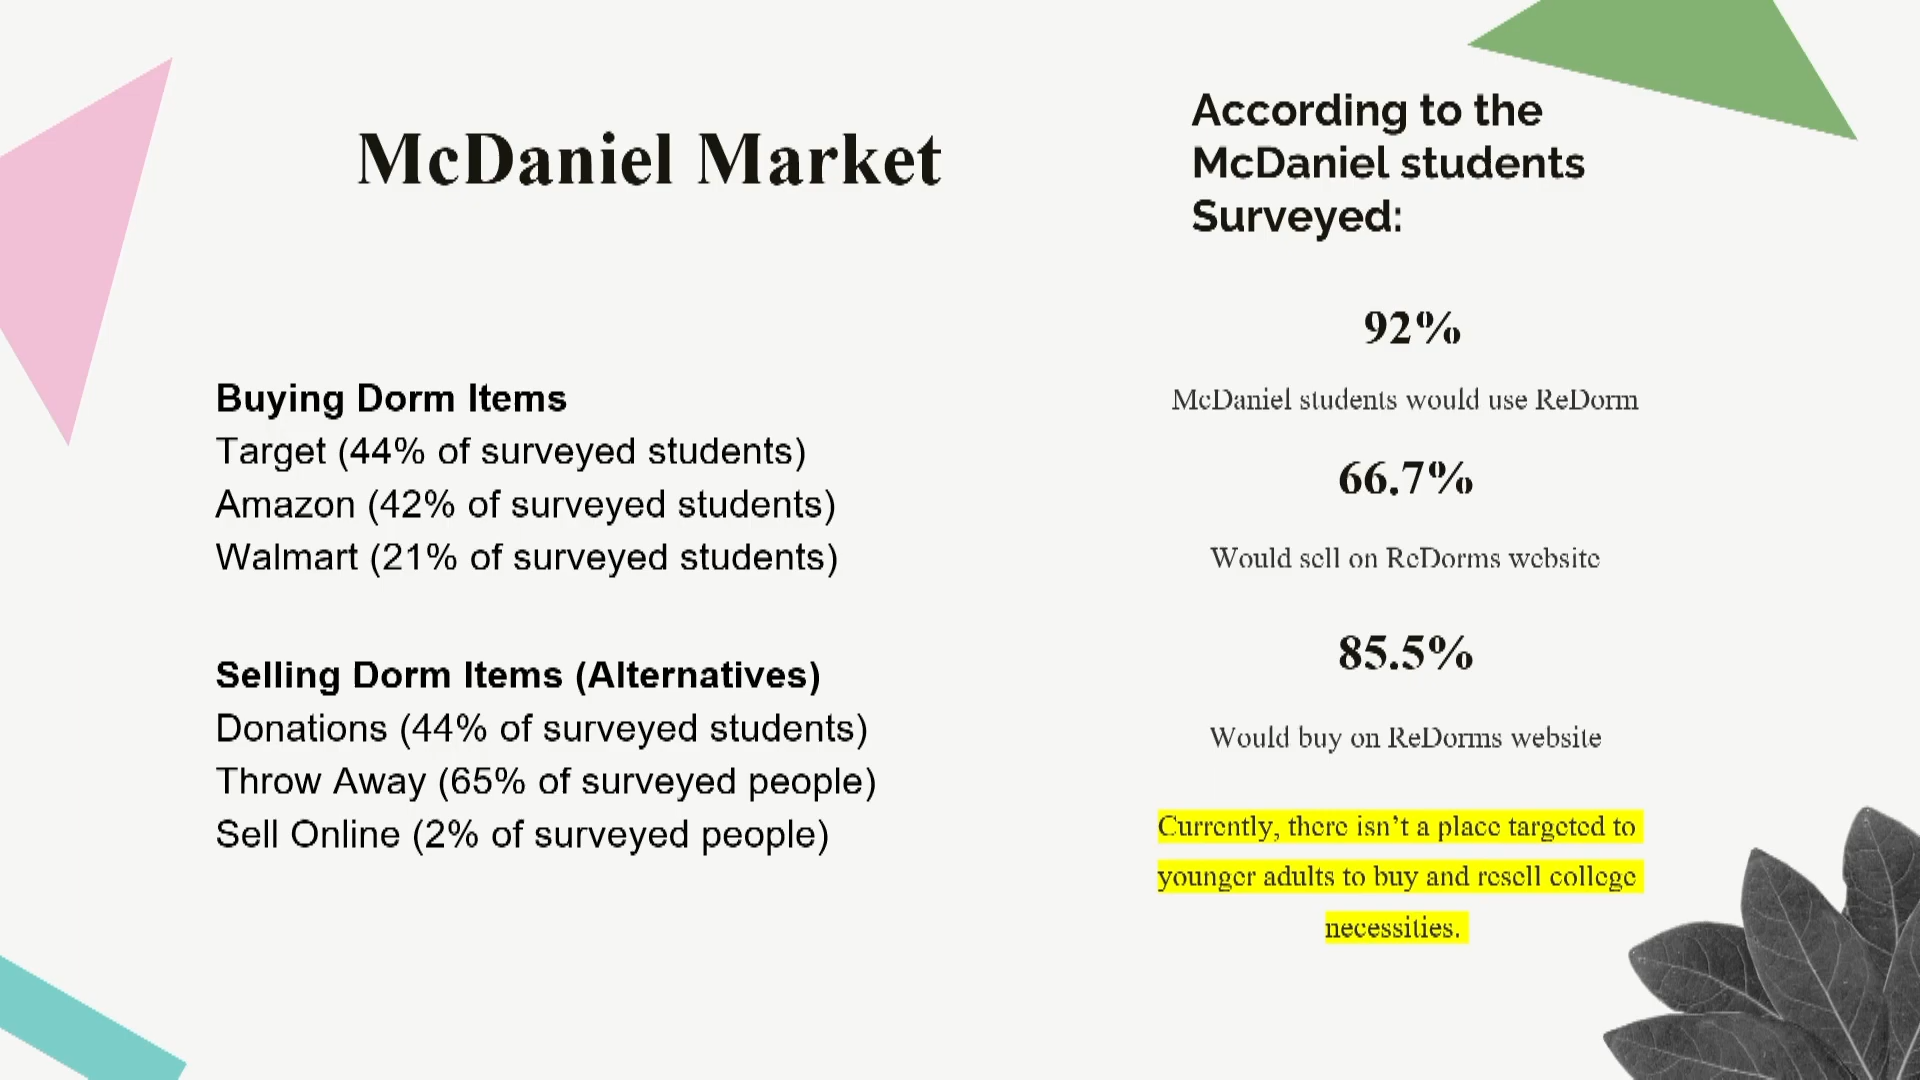 McDaniel Market
Buying Dorm Items
Target (44% of surveyed students)
Amazon (42% of surveyed students)
Walmart (21% of surveyed students)
Selling Dorm Items (Alternatives)
Donations (44% of surveyed students)
Throw Away (65% of surveyed people)
Sell Online (2% of surveyed people)
According to the
McDaniel students
Surveyed:
92%
McDaniel students would use ReDorm
66.7%
Would sell on ReDorms website
85.5%
Would buy on ReDorms website
Currently, there isn’t a place targeted to
younger adults to buy and resell college
necessities.